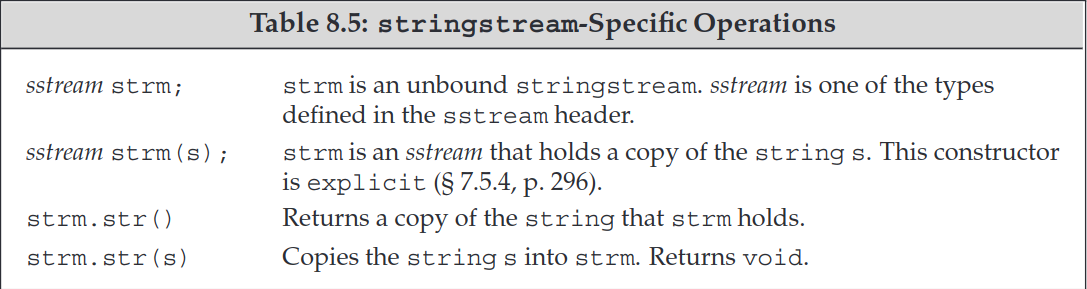 Table 8.5: stringstream-Specific Operations
sstream strm; strm is an unbound stringstream. sstream is one of the types
defined in the sstream header.
sstream strm(s); strm is an sstream that holds a copy of the string s. This constructor
is explicit (§ 7.5.4, p. 296).
strm.str() Returns a copy of the string that strm holds.
strm.str(s) Copies the string s into strm. Returns void.